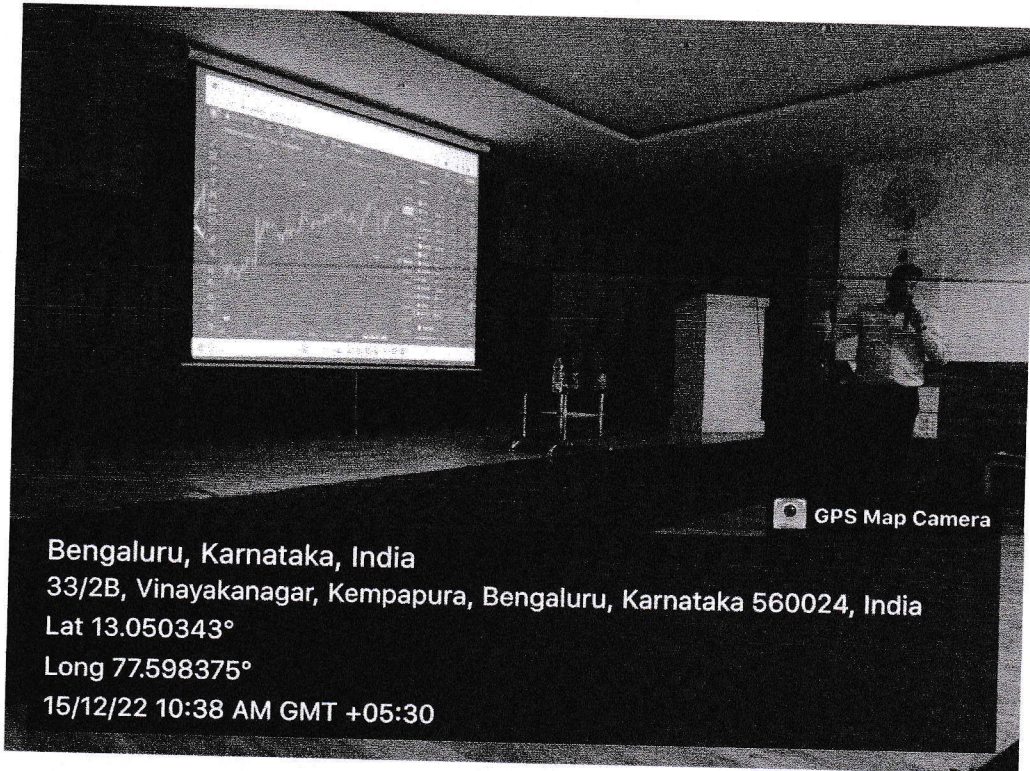 GPS Map Camera
Bengaluru, Karnataka, India
33/2B, Vinayakanagar, Kempapura, Bengaluru, Karnataka 560024, India
Lat 13.050343°
Long 77.598375°
15/12/22 10:38 AM GMT +05:30